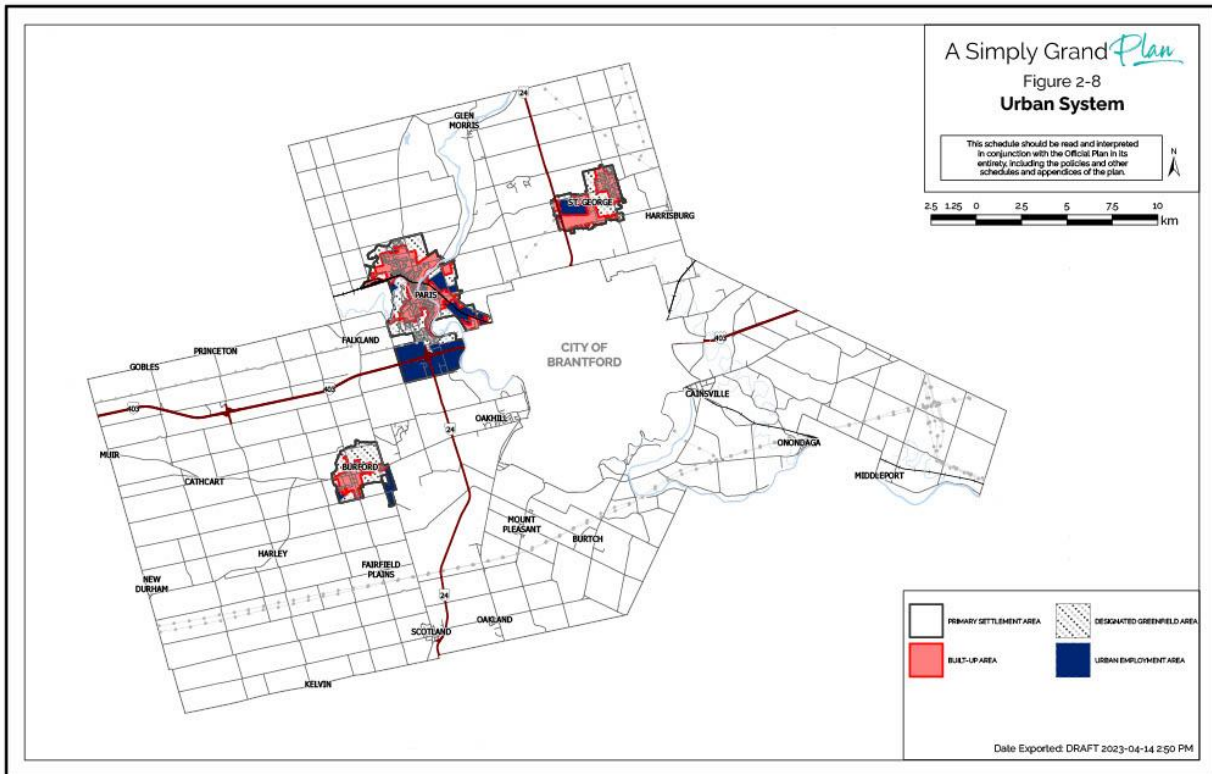 A Simply Grand Plan
Figure 2-8
Urban System
This schedule should be read and interpreted
in conjunction with the Official Plan in its
entirety, including the policies and other
schedules and appendices of the plan.
N
2.5 1.25 0 2.5 5 7.5 10
km
24
GLEN
MORRIS
ST. GEORGE
HARRISBURG
PARIS
CITY OF
BRANTFORD
403
FALKLAND
PRINCETON
GOBLES
403
403
CAINSVILLE
OAKHILL
24
ONONDAGA
MUIR
BURFORD
CATHCART
MIDDLEPORT
MOUNT
PLEASANT
BURTCH
HARLEY
FAIRFIELD
PLAINS
NEW
DURHAM
24
OAKLAND
SCOTLAND
KELVIN
PRIMARY SETTLEMENT AREA
DESIGNATED GREENFIELD AREA
BUILT-UP AREA
URBAN EMPLOYMENT AREA
Date Exported: DRAFT 2023-04-14 2:50 PM